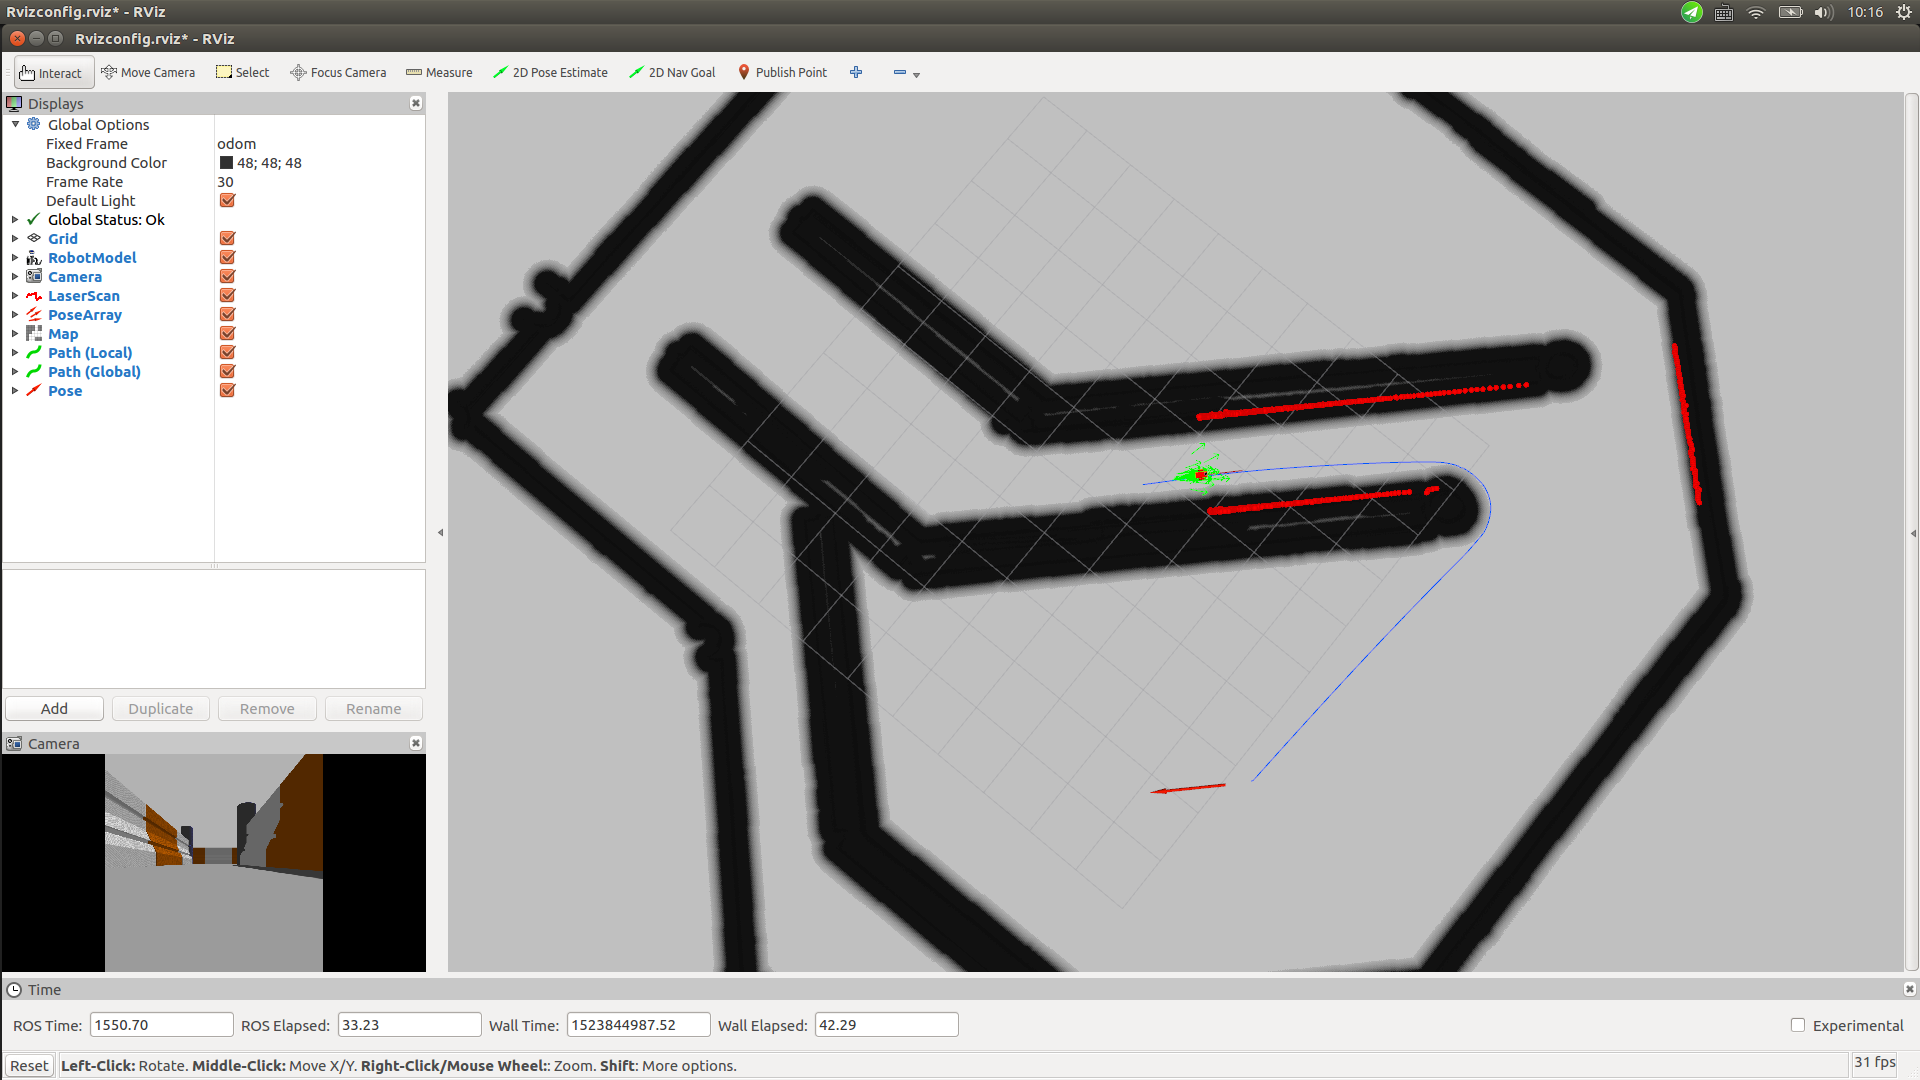 Rvizconfig.rviz* - RViz
10:16
Rvizconfig.rviz* - RViz
Interact Move Camera Select Focus Camera Measure 2D Pose Estimate 2D Nav Goal Publish Point
Displays
Global Options
Fixed Frame odom
Background Color 48; 48; 48
Frame Rate 30
Default Light
Global Status: Ok
Grid
RobotModel
Camera
LaserScan
PoseArray
Map
Path (Local)
Path (Global)
Pose
Add Duplicate Remove Rename
Camera
Time
ROS Time: 1550.70 ROS Elapsed: 33.23 Wall Time: 1523844987.52 Wall Elapsed: 42.29 Experimental
Reset Left-Click: Rotate. Middle-Click: Move X/Y. Right-Click/Mouse Wheel:: Zoom. Shift: More options. 31 fps